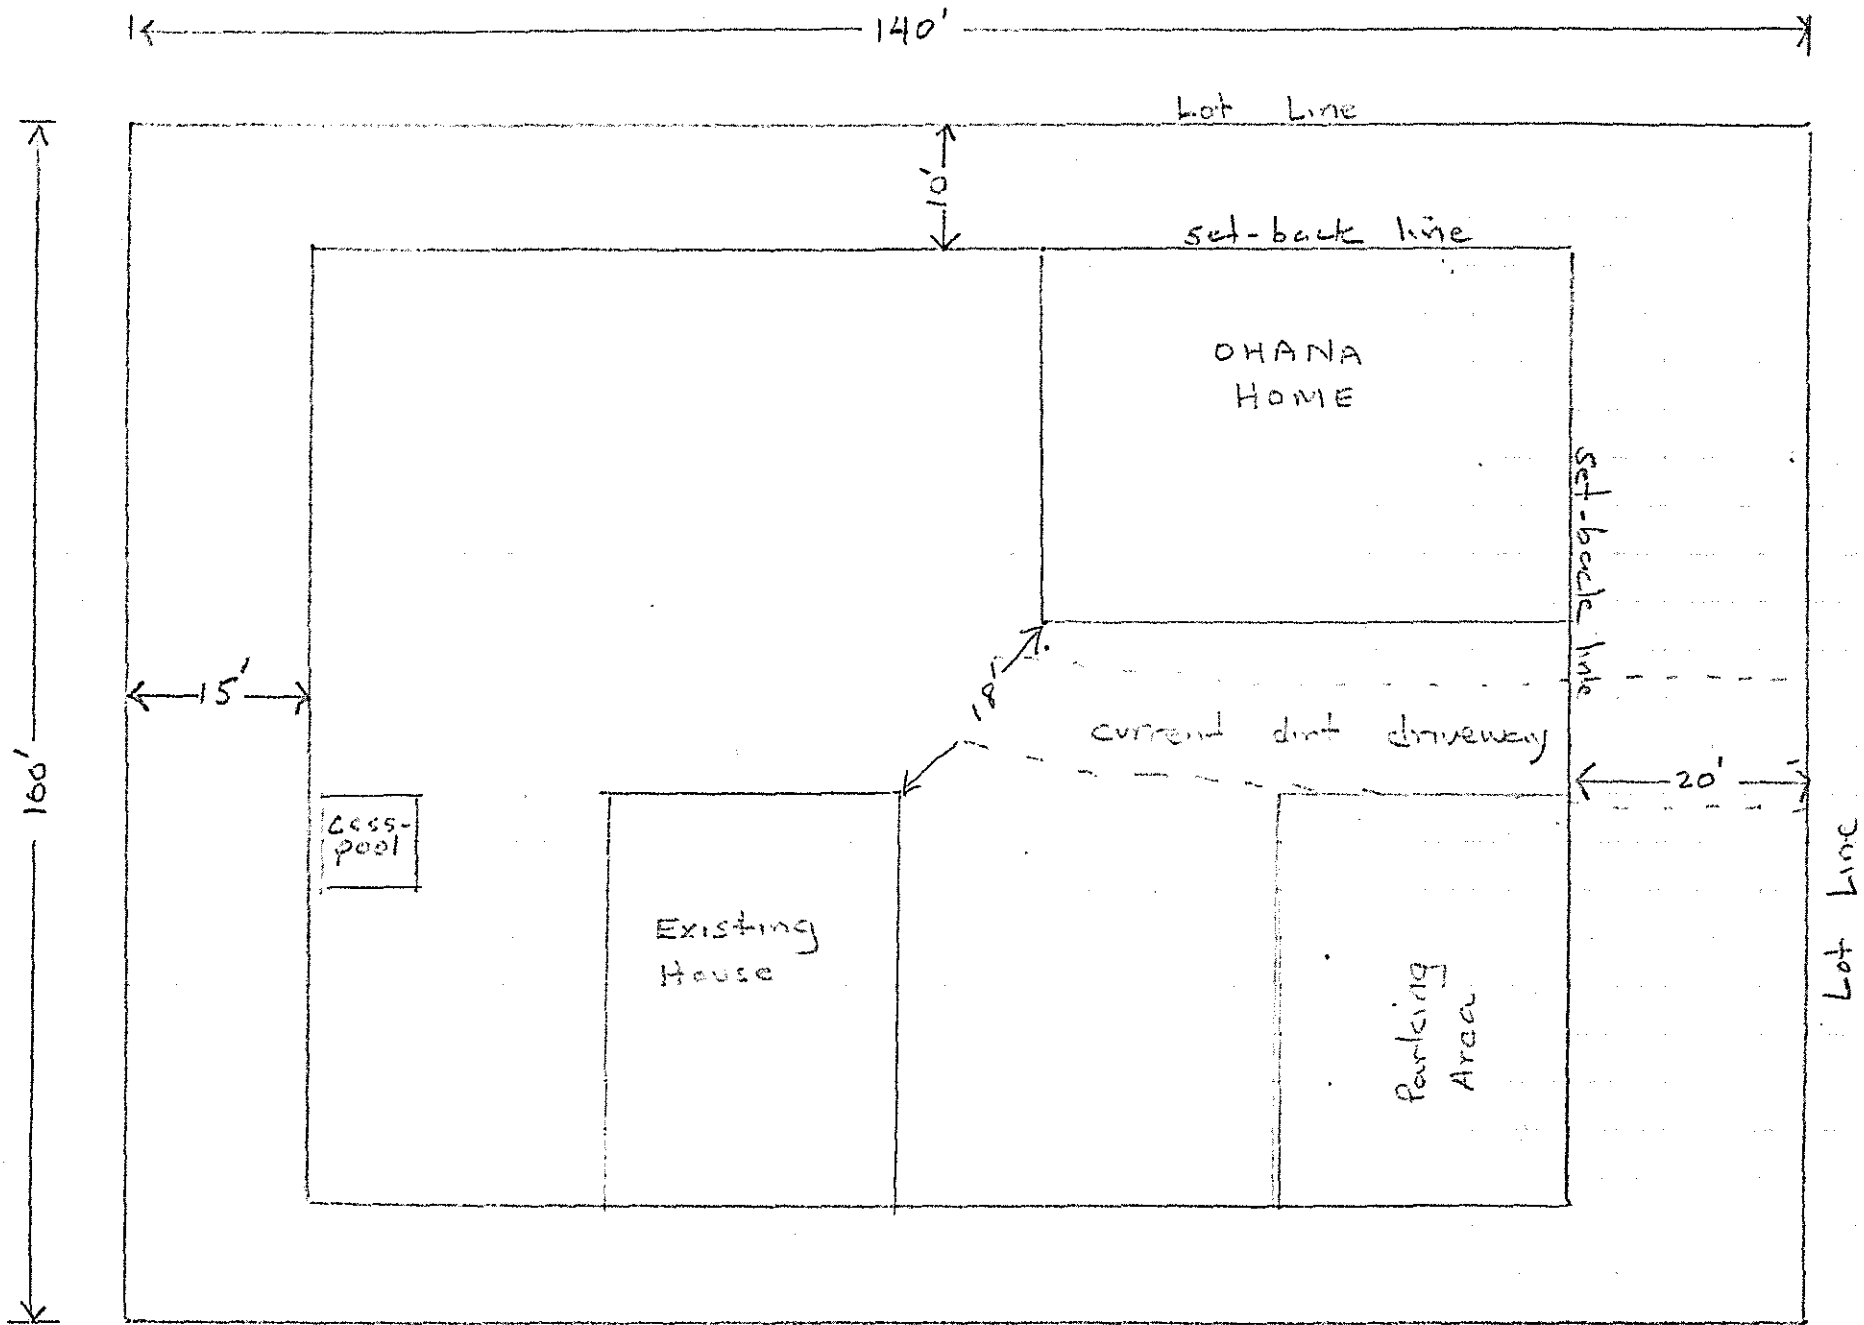 140'
Lot Line
10'
set-back line
OHANA
HOME
set-back line
15'
18'
current dirt driveway
20'
100'
cess-
pool
Existing
House
Parking
Area
Lot Line